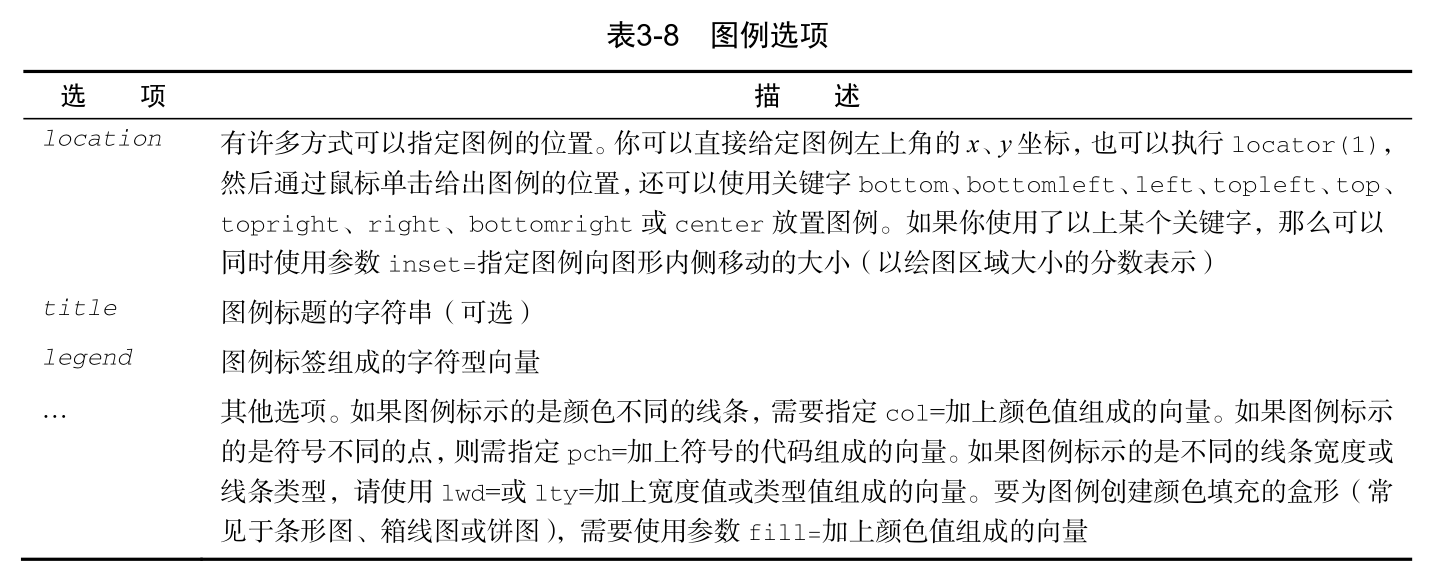 表3-8 图例选项
选 项 描 述
location 有许多方式可以指定图例的位置。你可以直接给定图例左上角的 x、y 坐标，也可以执行 locator(1)，
然后通过鼠标单击给出图例的位置，还可以使用关键字 bottom、bottomleft、left、topleft、top、
topright、right、bottomright 或 center 放置图例。如果你使用了以上某个关键字，那么可以
同时使用参数 inset=指定图例向图形内侧移动的大小（以绘图区域大小的分数表示）
title 图例标题的字符串（可选）
legend 图例标签组成的字符型向量
… 其他选项。如果图例标示的是颜色不同的线条，需要指定 col=加上颜色值组成的向量。如果图例标示
的是符号不同的点，则需指定 pch=加上符号的代码组成的向量。如果图例标示的是不同的线条宽度或
线条类型，请使用 lwd=或 lty=加上宽度值或类型值组成的向量。要为图例创建颜色填充的盒形（常
见于条形图、箱线图或饼图），需要使用参数 fill=加上颜色值组成的向量